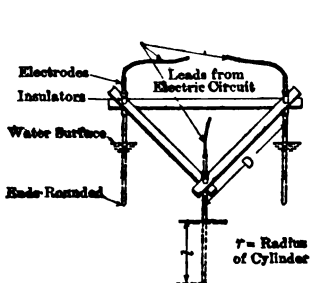 Electrodes
Leads from
Electric Circuit
Insulators
Water Surface
Ends Rounded
r = Radius
of Cylinder